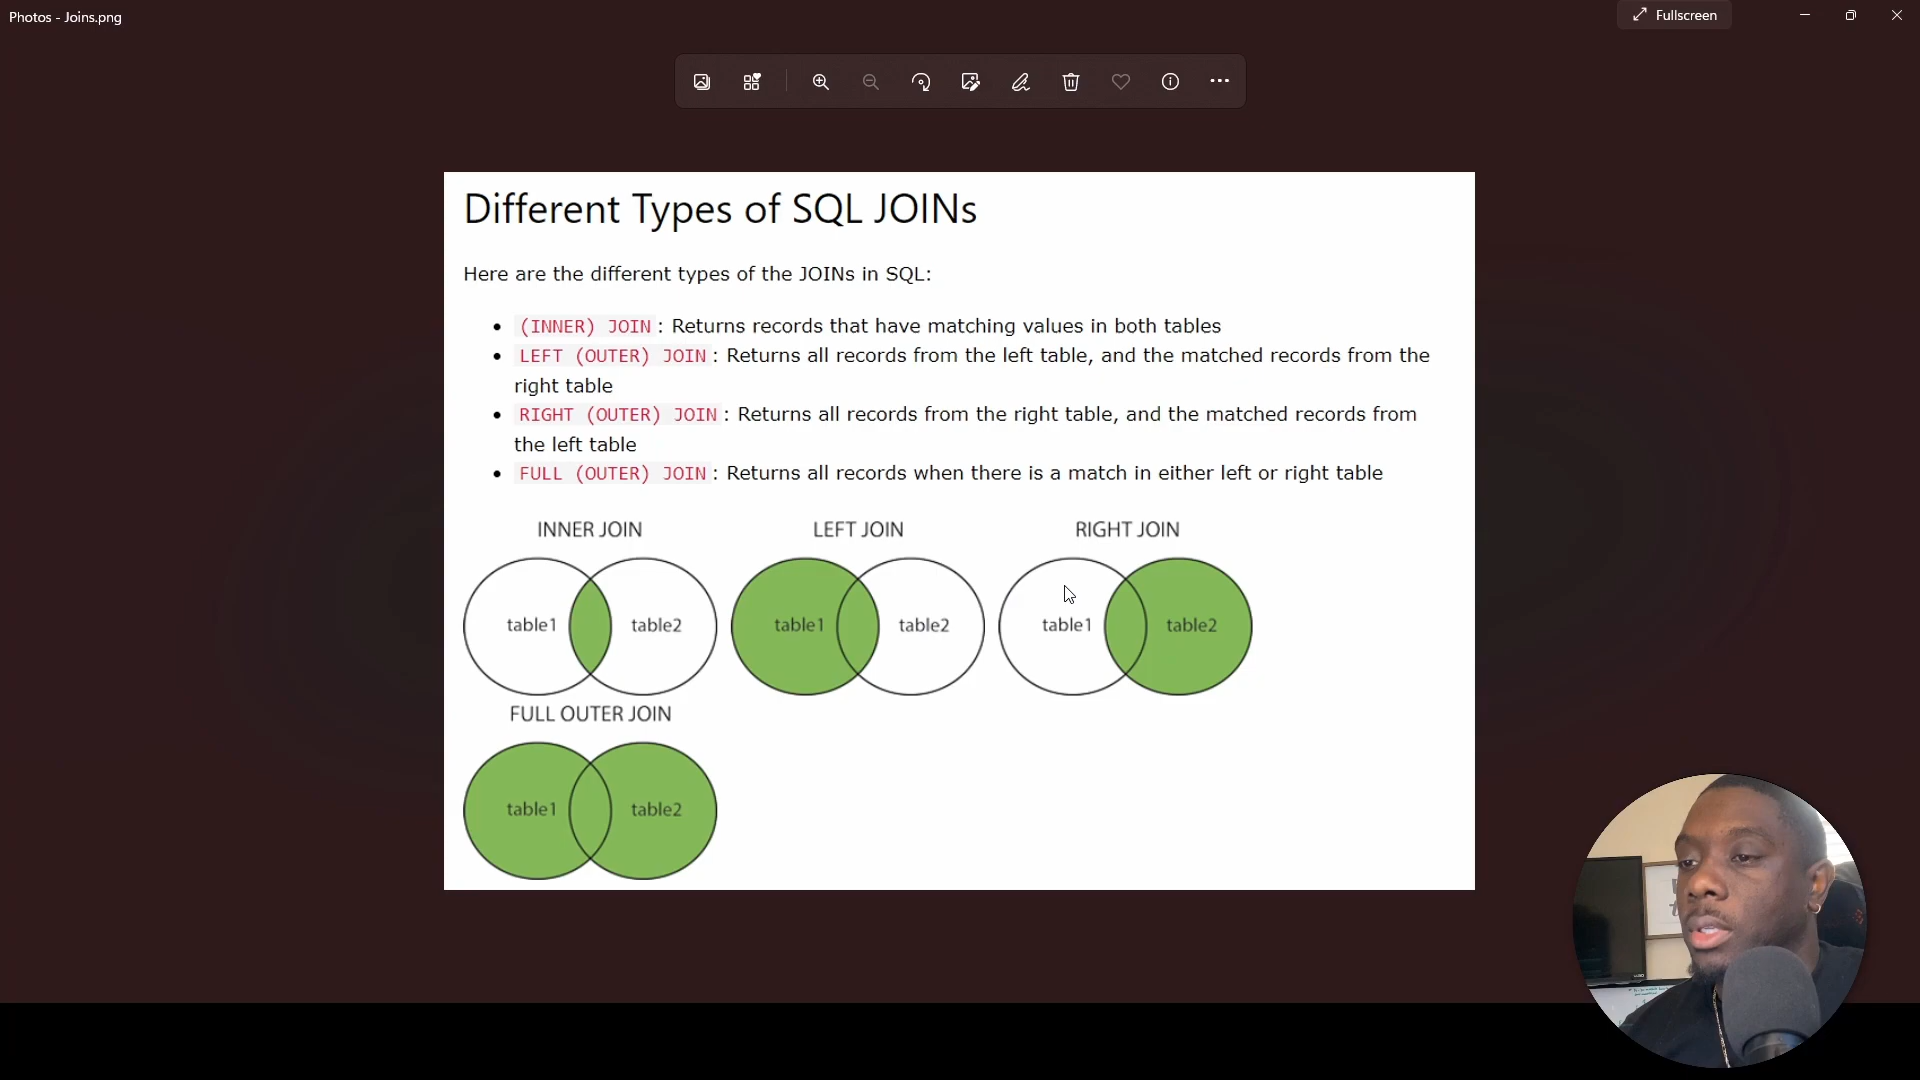 Photos - Joins.png
Fullscreen
Different Types of SQL JOINs
Here are the different types of the JOINs in SQL:
(INNER) JOIN: Returns records that have matching values in both tables
LEFT (OUTER) JOIN: Returns all records from the left table, and the matched records from the
right table
RIGHT (OUTER) JOIN: Returns all records from the right table, and the matched records from
the left table
FULL (OUTER) JOIN: Returns all records when there is a match in either left or right table
INNER JOIN
LEFT JOIN
RIGHT JOIN
table1
table2
table1
table2
table1
table2
FULL OUTER JOIN
table1
table2